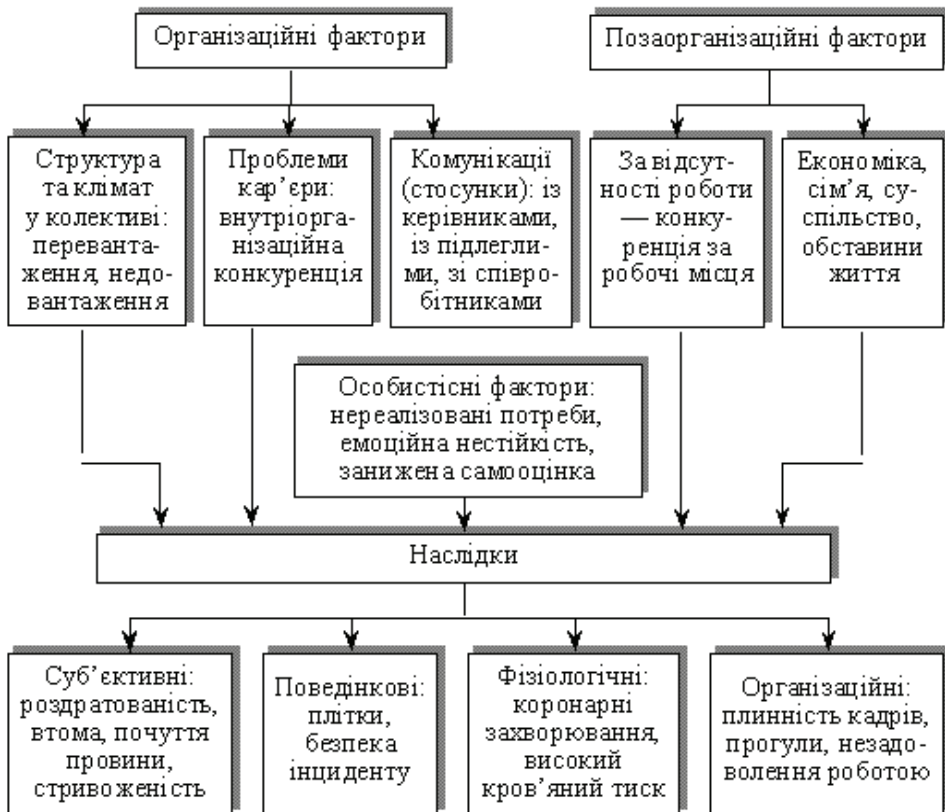 Організаційні фактори
Позаорганізаційні фактори
Структура
та клімат
у колективі:
перевanта-
ження, недо-
вантаження
Проблеми
кар’єри:
внутріорга-
нізаційна
конкуренція
Комунікації
(стосунки): із
керівниками,
із підлегли-
ми, зі співро-
бітниками
За відсут-
ності роботи
— конку-
ренція за
робочі місця
Економіка,
сім’я, су-
спільство,
обставини
життя
Особистісні фактори:
нереалізовані потреби,
емоційна нестійкість,
занижена самооцінка
Наслідки
Суб’єктивні:
роздратованість,
втома, почуття
провини,
стривоженість
Поведінкові:
плітки,
безпека
інциденту
Фізіологічні:
коронарні
захворювання,
високий
кров’яний тиск
Організаційні:
плинність кадрів,
прогули, незадо-
волення роботою